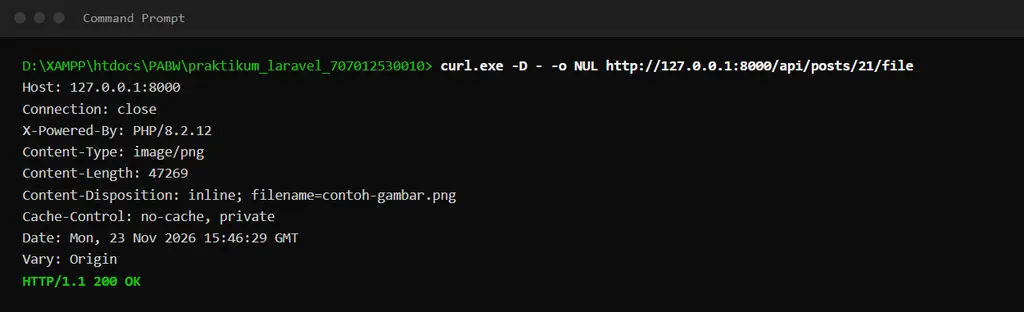 Command Prompt
D:\XAMPP\htdocs\PABW\praktikum_laravel_707012530010> curl.exe -D - -o NUL http://127.0.0.1:8000/api/posts/21/file
Host: 127.0.0.1:8000
Connection: close
X-Powered-By: PHP/8.2.12
Content-Type: image/png
Content-Length: 47269
Content-Disposition: inline; filename=contoh-gambar.png
Cache-Control: no-cache, private
Date: Mon, 23 Nov 2026 15:46:29 GMT
Vary: Origin
HTTP/1.1 200 OK